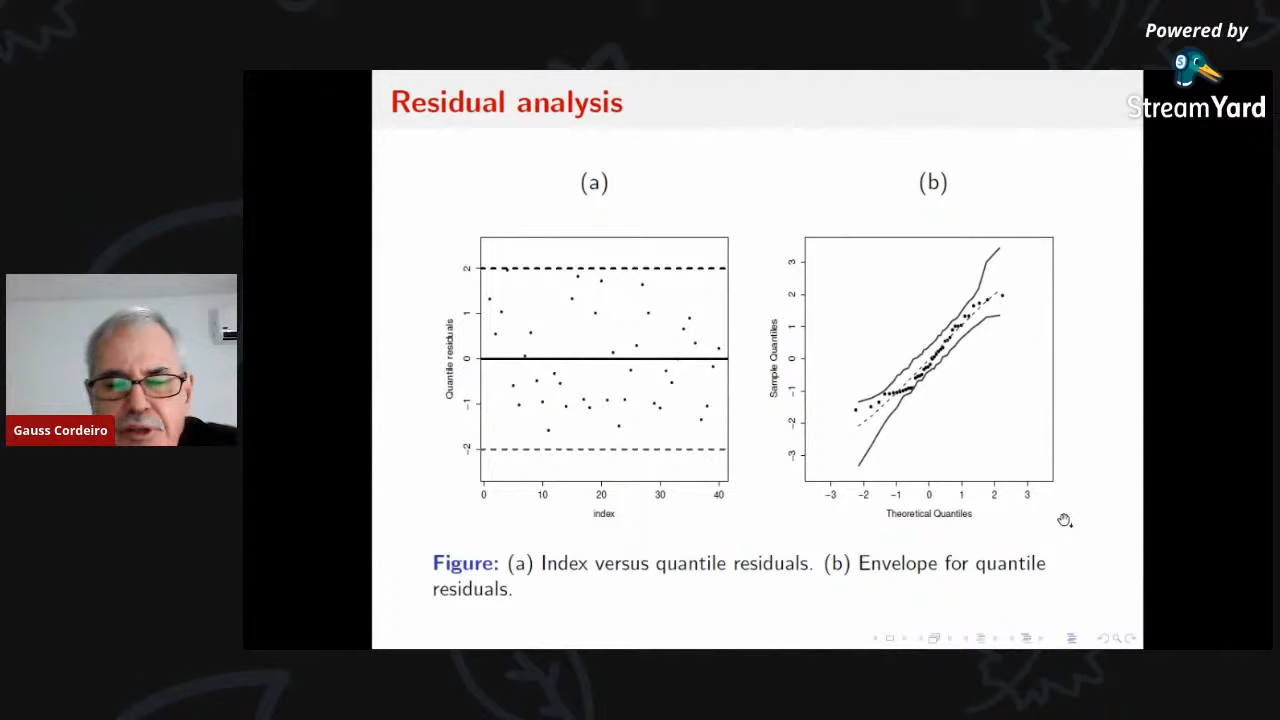 Powered by
StreamYard
Residual analysis
(a)
(b)
Quantile residuals
2
1
0
−1
−2
0
10
20
30
40
index
Sample Quantiles
3
2
1
0
−1
−2
−3
−3
−2
−1
0
1
2
3
Theoretical Quantiles
Gauss Cordeiro
Figure: (a) Index versus quantile residuals. (b) Envelope for quantile
residuals.